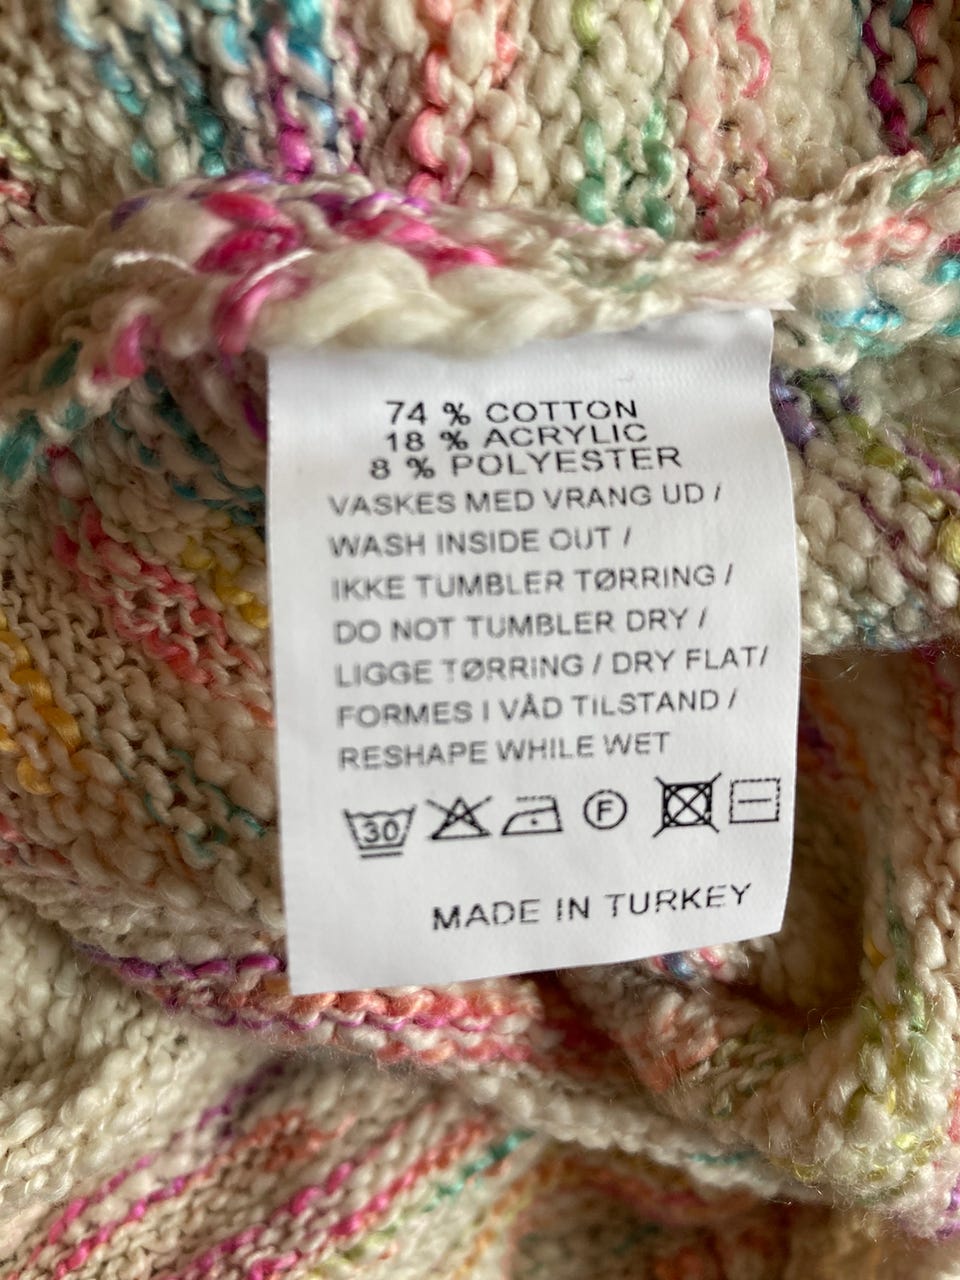 74 % COTTON
18 % ACRYLIC
8 % POLYESTER
VASKES MED VRANG UD /
WASH INSIDE OUT /
IKKE TUMBLER TØRRING /
DO NOT TUMBLER DRY /
LIGGE TØRRING / DRY FLAT/
FORMES I VÅD TILSTAND /
RESHAPE WHILE WET
30 F
MADE IN TURKEY